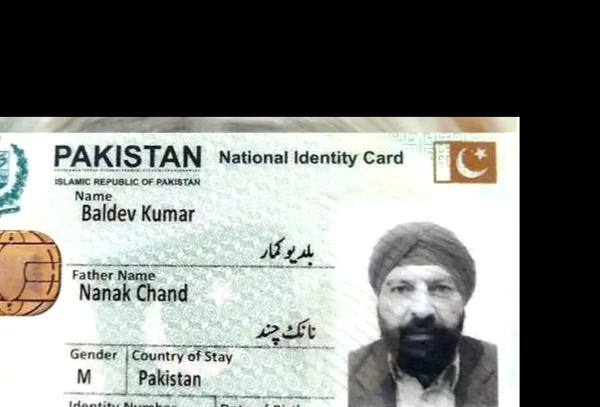 PAKISTAN National Identity Card
ISLAMIC REPUBLIC OF PAKISTAN
Name
Baldev Kumar
بلدیو کمار
Father Name
Nanak Chand
نانک چند
Gender Country of Stay
M Pakistan
Identity Number Date of Birth